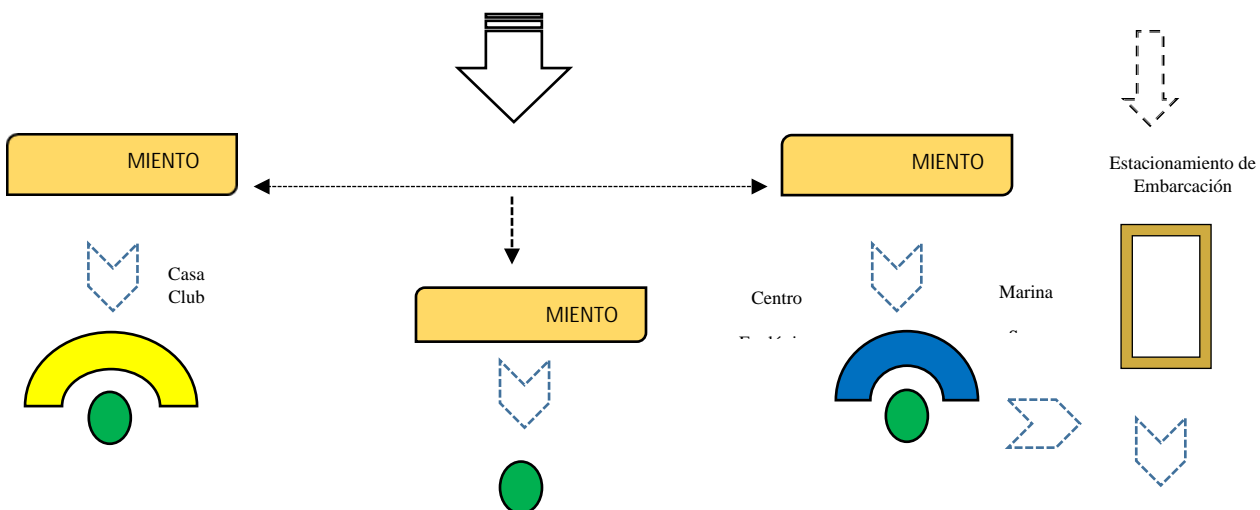 MIENTO
MIENTO
Estacionamiento de
Embarcación
Casa
Club
MIENTO
Centro
Marina